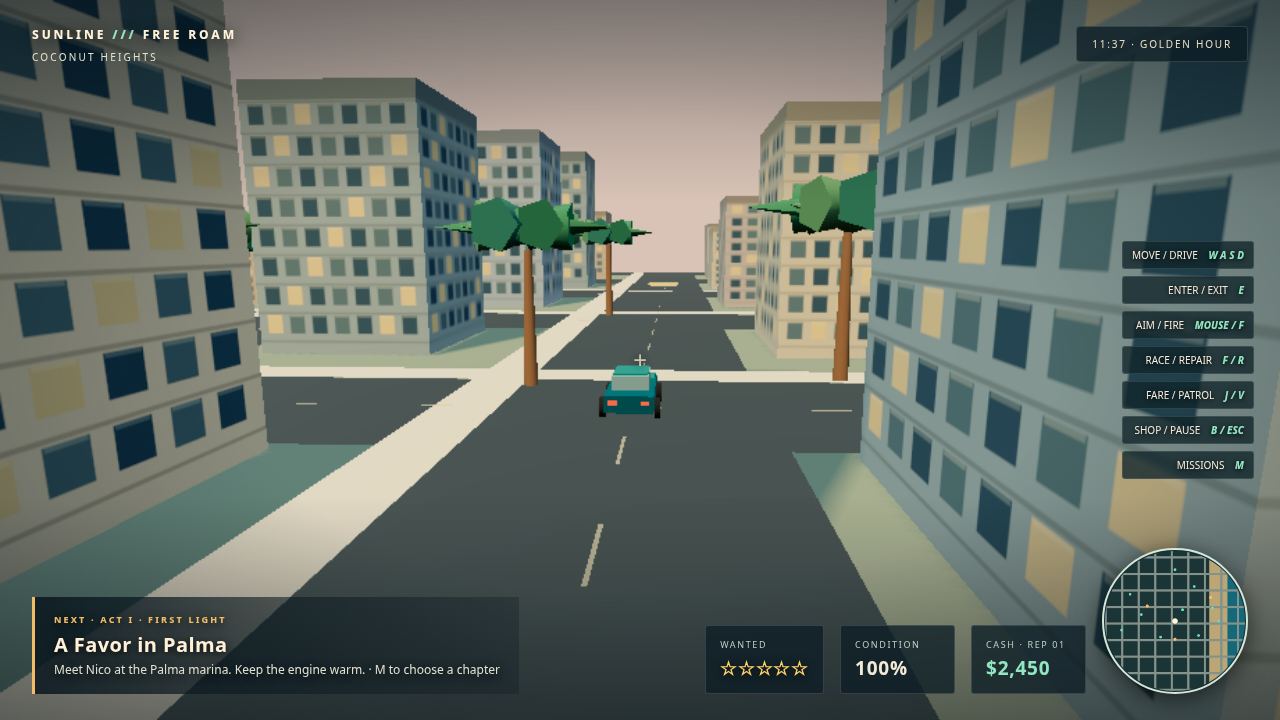 SUNLINE /// FREE ROAM
COCONUT HEIGHTS
11:37 · GOLDEN HOUR
MOVE / DRIVE W A S D
ENTER / EXIT E
AIM / FIRE MOUSE / F
RACE / REPAIR F / R
FARE / PATROL J / V
SHOP / PAUSE B / ESC
MISSIONS M
NEXT · ACT I · FIRST LIGHT
A Favor in Palma
Meet Nico at the Palma marina. Keep the engine warm. · M to choose a chapter
WANTED
☆☆☆☆☆
CONDITION
100%
CASH · REP 01
$2,450